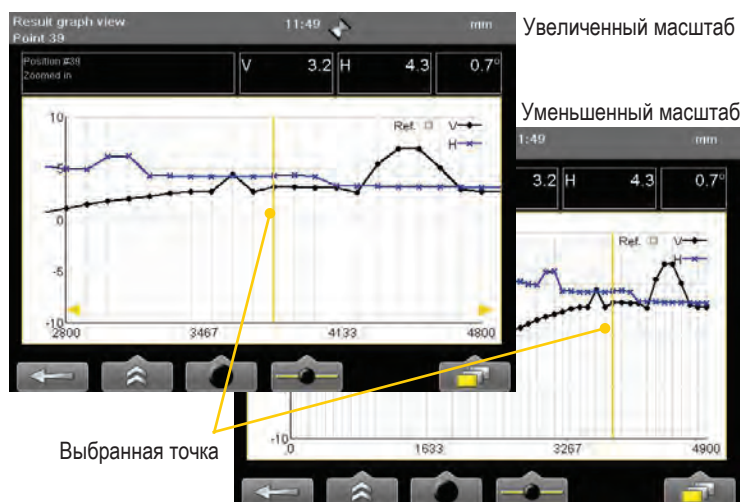 Result graph view 11:49 mm
Point 39
Position #39
Zoomed in
V 3.2 H 4.3 0.7°
Увеличенный масштаб
10
5
0
-5
-10
Ref. V
H
2800 3467 4133 4800
Уменьшенный масштаб
1:49 mm
3.2 H 4.3 0.7°
Ref. V
H
-10
0 1633 3267 4900
Выбранная точка